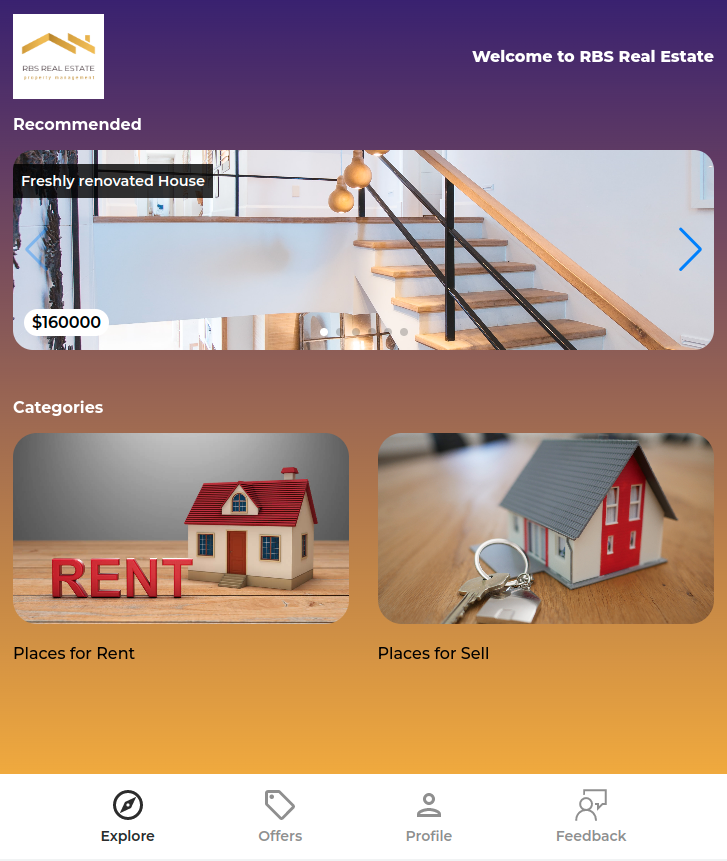 RBS REAL ESTATE
property management
Welcome to RBS Real Estate
Recommended
Freshly renovated House
$160000
Categories
RENT
Places for Rent
Places for Sell
Explore
Offers
Profile
Feedback